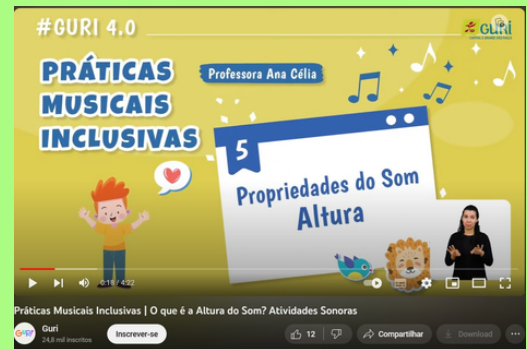 #GURI 4.0
GURI
PRÁTICAS
MUSICAIS
INCLUSIVAS
Professora Ana Célia
5
Propriedades do Som
Altura
0:18 / 4:22
Práticas Musicais Inclusivas | O que é a Altura do Som? Atividades Sonoras
Guri
24,8 mil inscritos
Inscrever-se
12
Compartilhar
Download